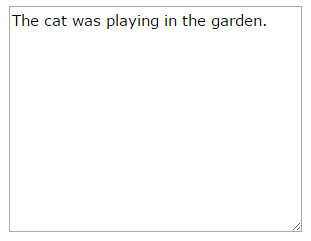 The cat was playing in the garden.